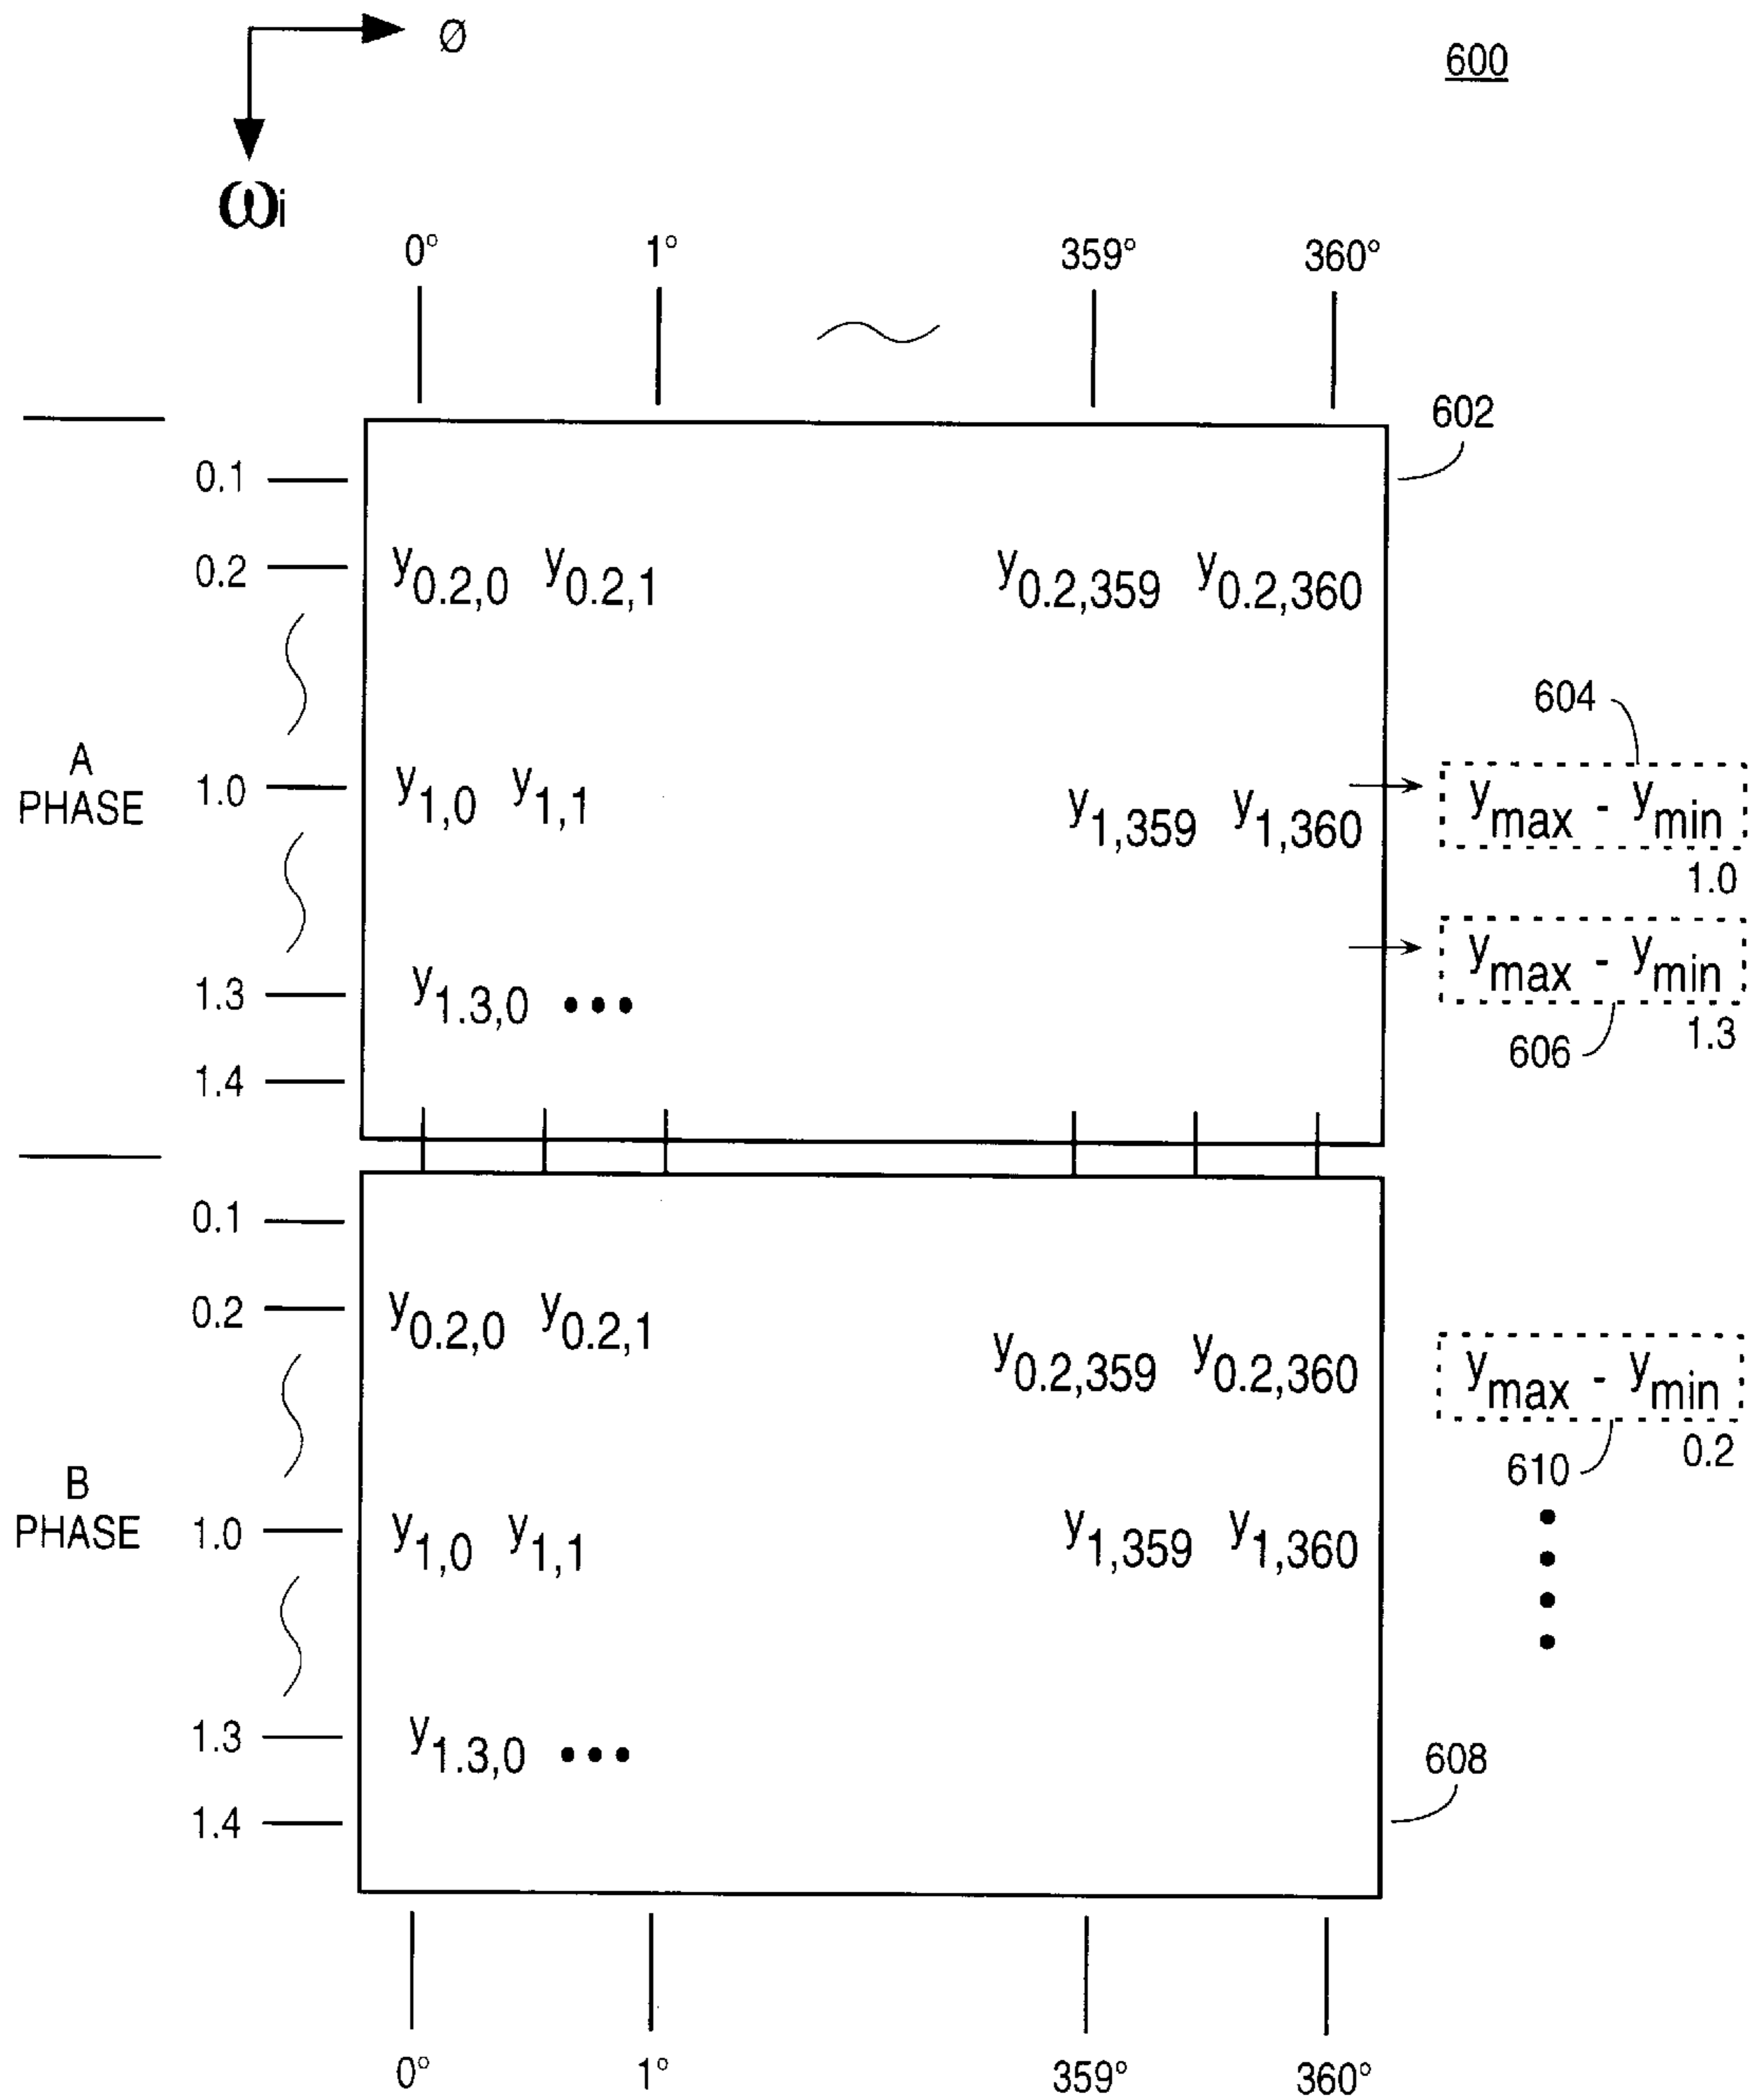 Ø
600
ωi
0° 1° 359° 360°
602
0.1
0.2 y0.2,0 y0.2,1 y0.2,359 y0.2,360
604
A
PHASE
1.0 y1,0 y1,1 y1,359 y1,360 ymax - ymin
1.0
ymax - ymin
1.3
606
1.3 y1.3,0 •••
1.4
0.1
0.2 y0.2,0 y0.2,1 y0.2,359 y0.2,360 ymax - ymin
0.2
610
B
PHASE
1.0 y1,0 y1,1 y1,359 y1,360
1.3 y1.3,0 •••
608
1.4
0° 1° 359° 360°